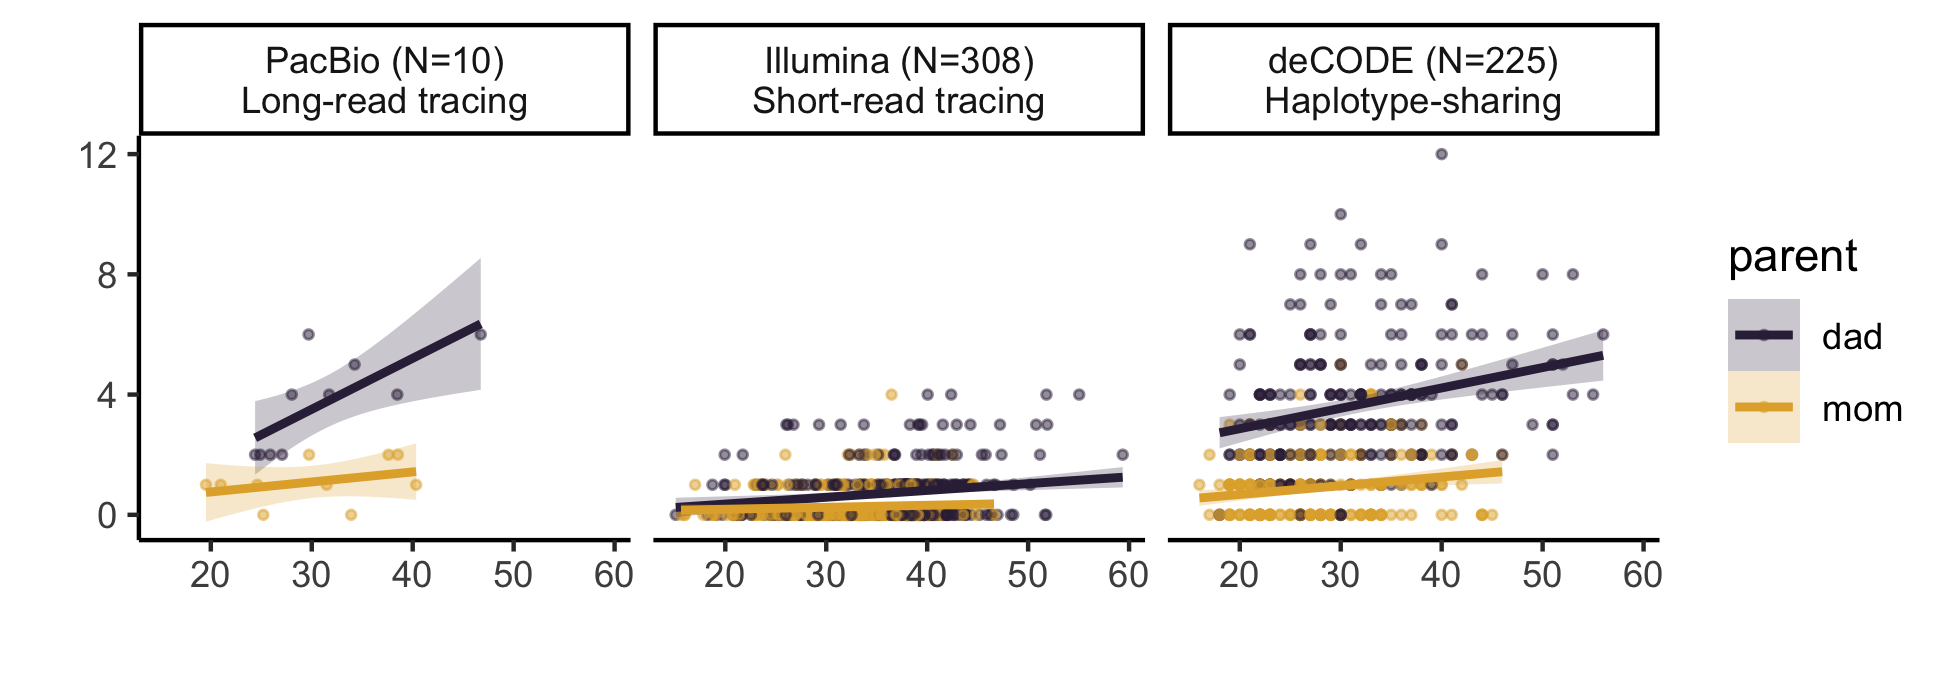 PacBio (N=10)
Long-read tracing
Illumina (N=308)
Short-read tracing
deCODE (N=225)
Haplotype-sharing
12
8
4
0
20 30 40 50 60
20 30 40 50 60
20 30 40 50 60
parent
dad
mom